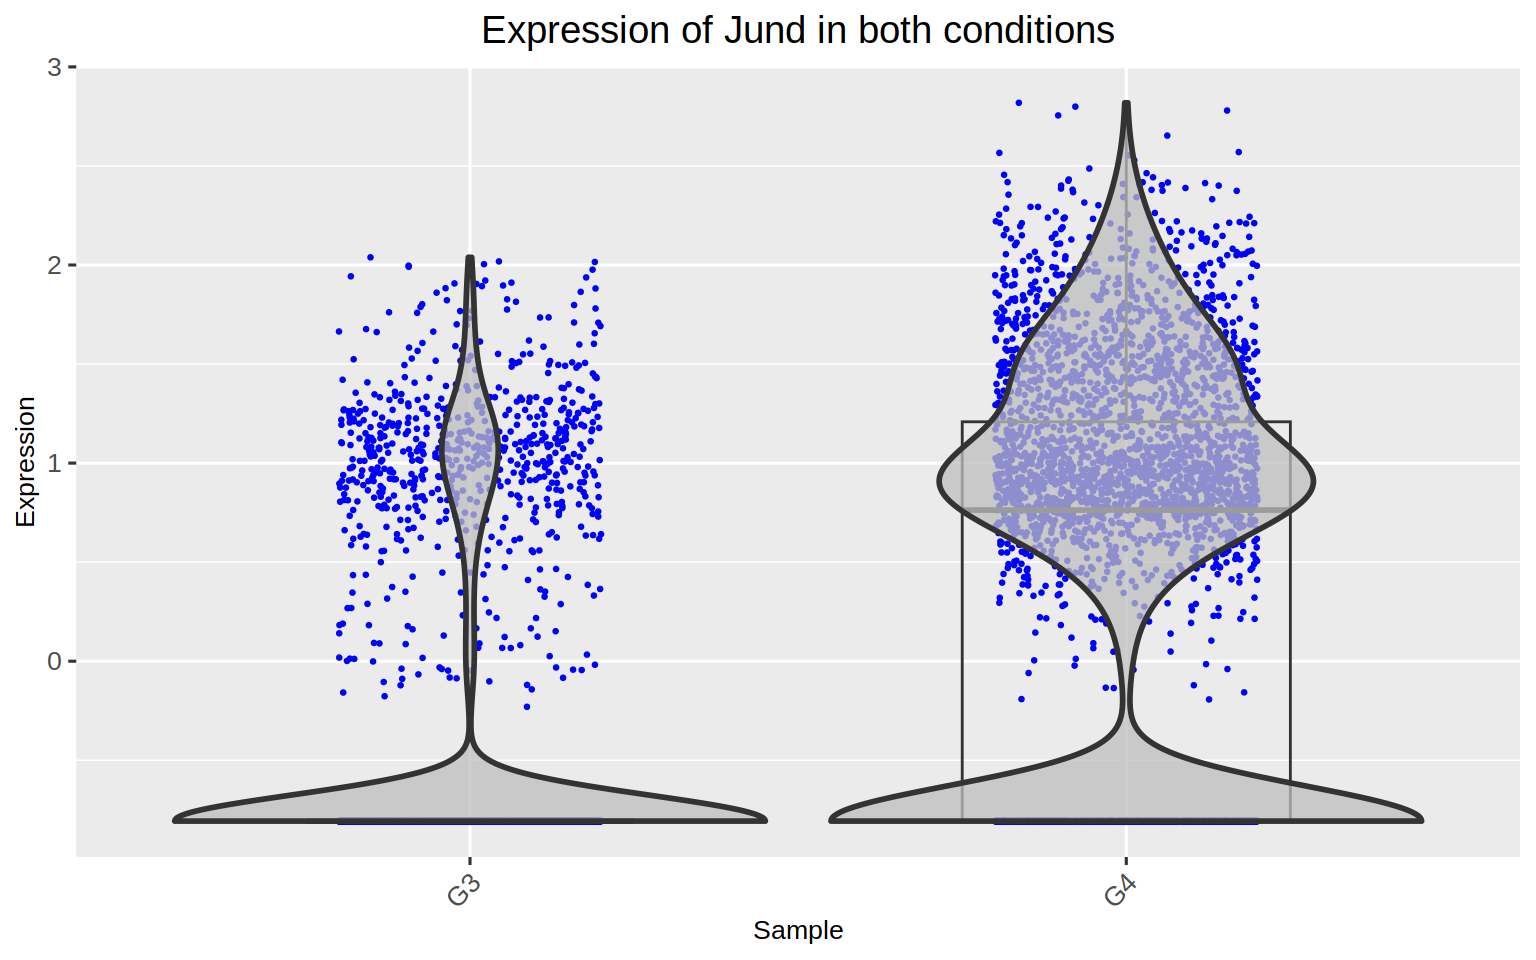 Expression of Jund in both conditions
3
2
1
0
Expression
G3
G4
Sample